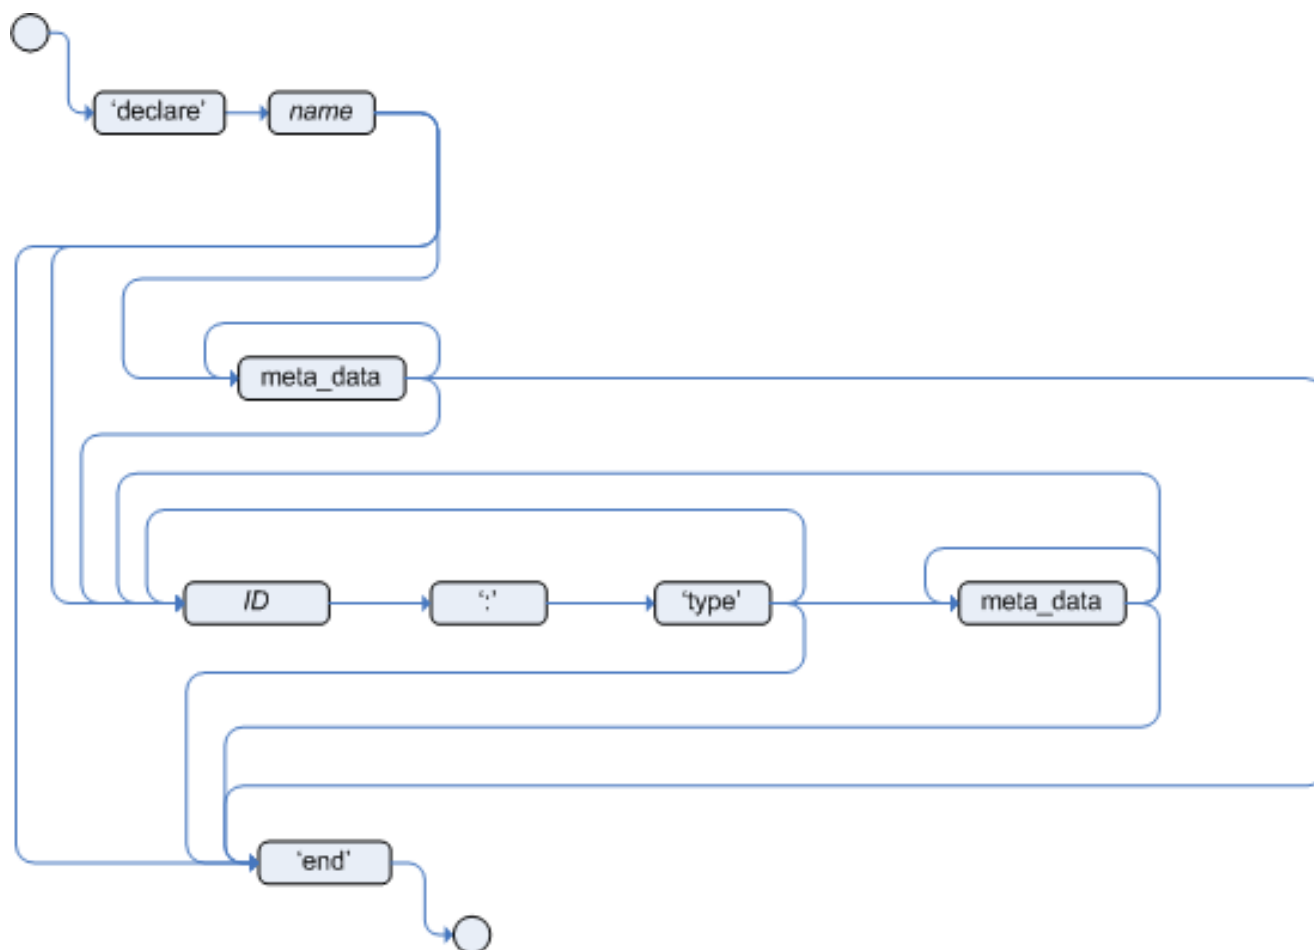 ‘declare’
name
meta_data
ID
‘:’
‘type’
meta_data
‘end’